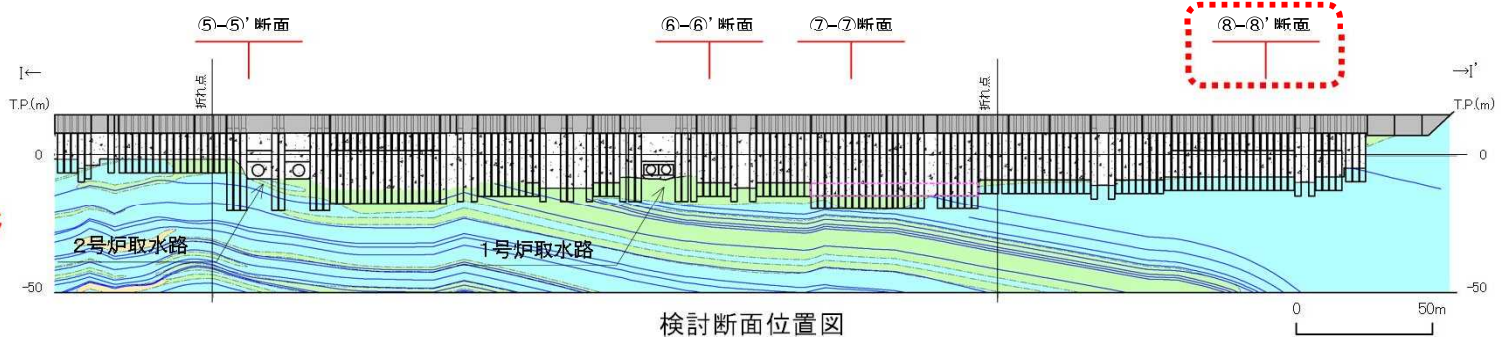 ⑤-⑤'断面
⑥-⑥'断面
⑦-⑦断面
⑧-⑧'断面
I←
折れ点
折れ点
→I'
T.P.(m)
T.P.(m)
0
0
2号炉取水路
1号炉取水路
-50
-50
検討断面位置図
0
50m